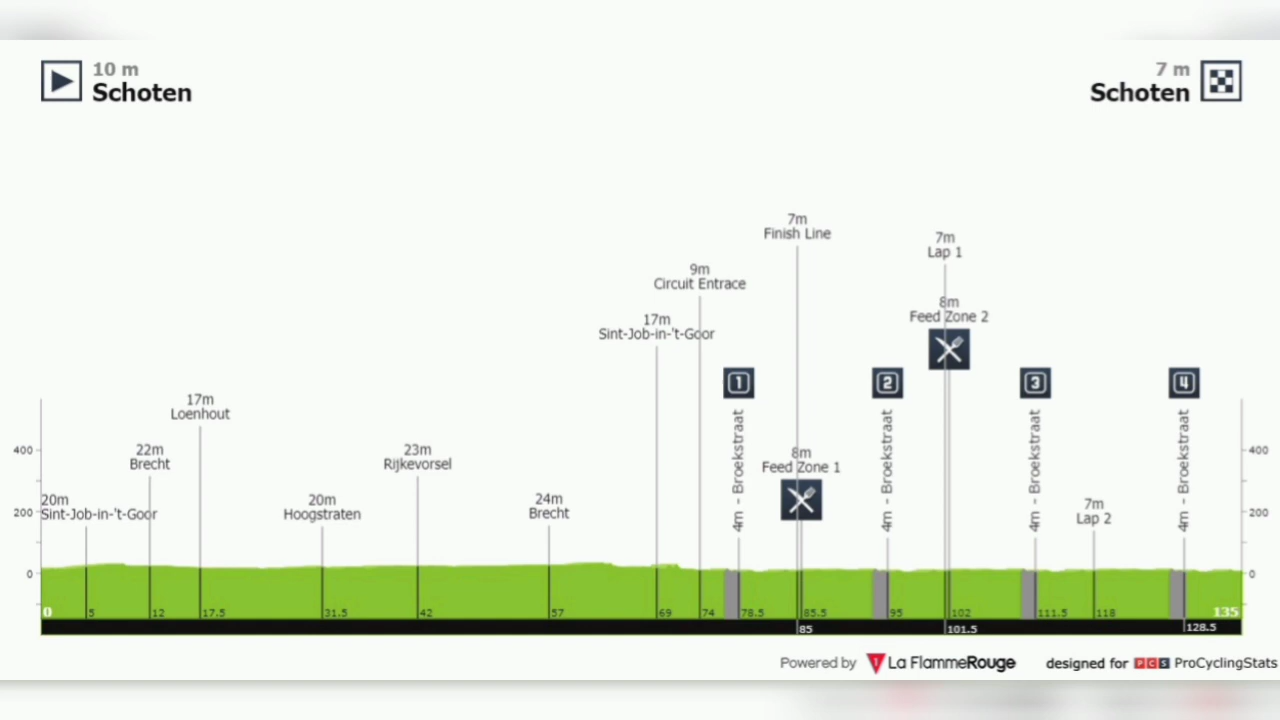 10 m
Schoten
7 m
Schoten
7m
Finish Line
7m
Lap 1
9m
Circuit Entrace
8m
Feed Zone 2
17m
Sint-Job-in-'t-Goor
1
2
3
4
17m
Loenhout
22m
Brecht
23m
Rijkevorsel
8m
Feed Zone 1
20m
Sint-Job-in-'t-Goor
20m
Hoogstraten
24m
Brecht
7m
Lap 2
4m - Broekstraat
4m - Broekstraat
4m - Broekstraat
4m - Broekstraat
400
200
0
400
200
0
0 5 12 17.5 31.5 42 57 69 74 78.5 85.5 95 102 111.5 118 135
85 101.5 128.5
Powered by La FlammeRouge designed for PCS ProCyclingStats